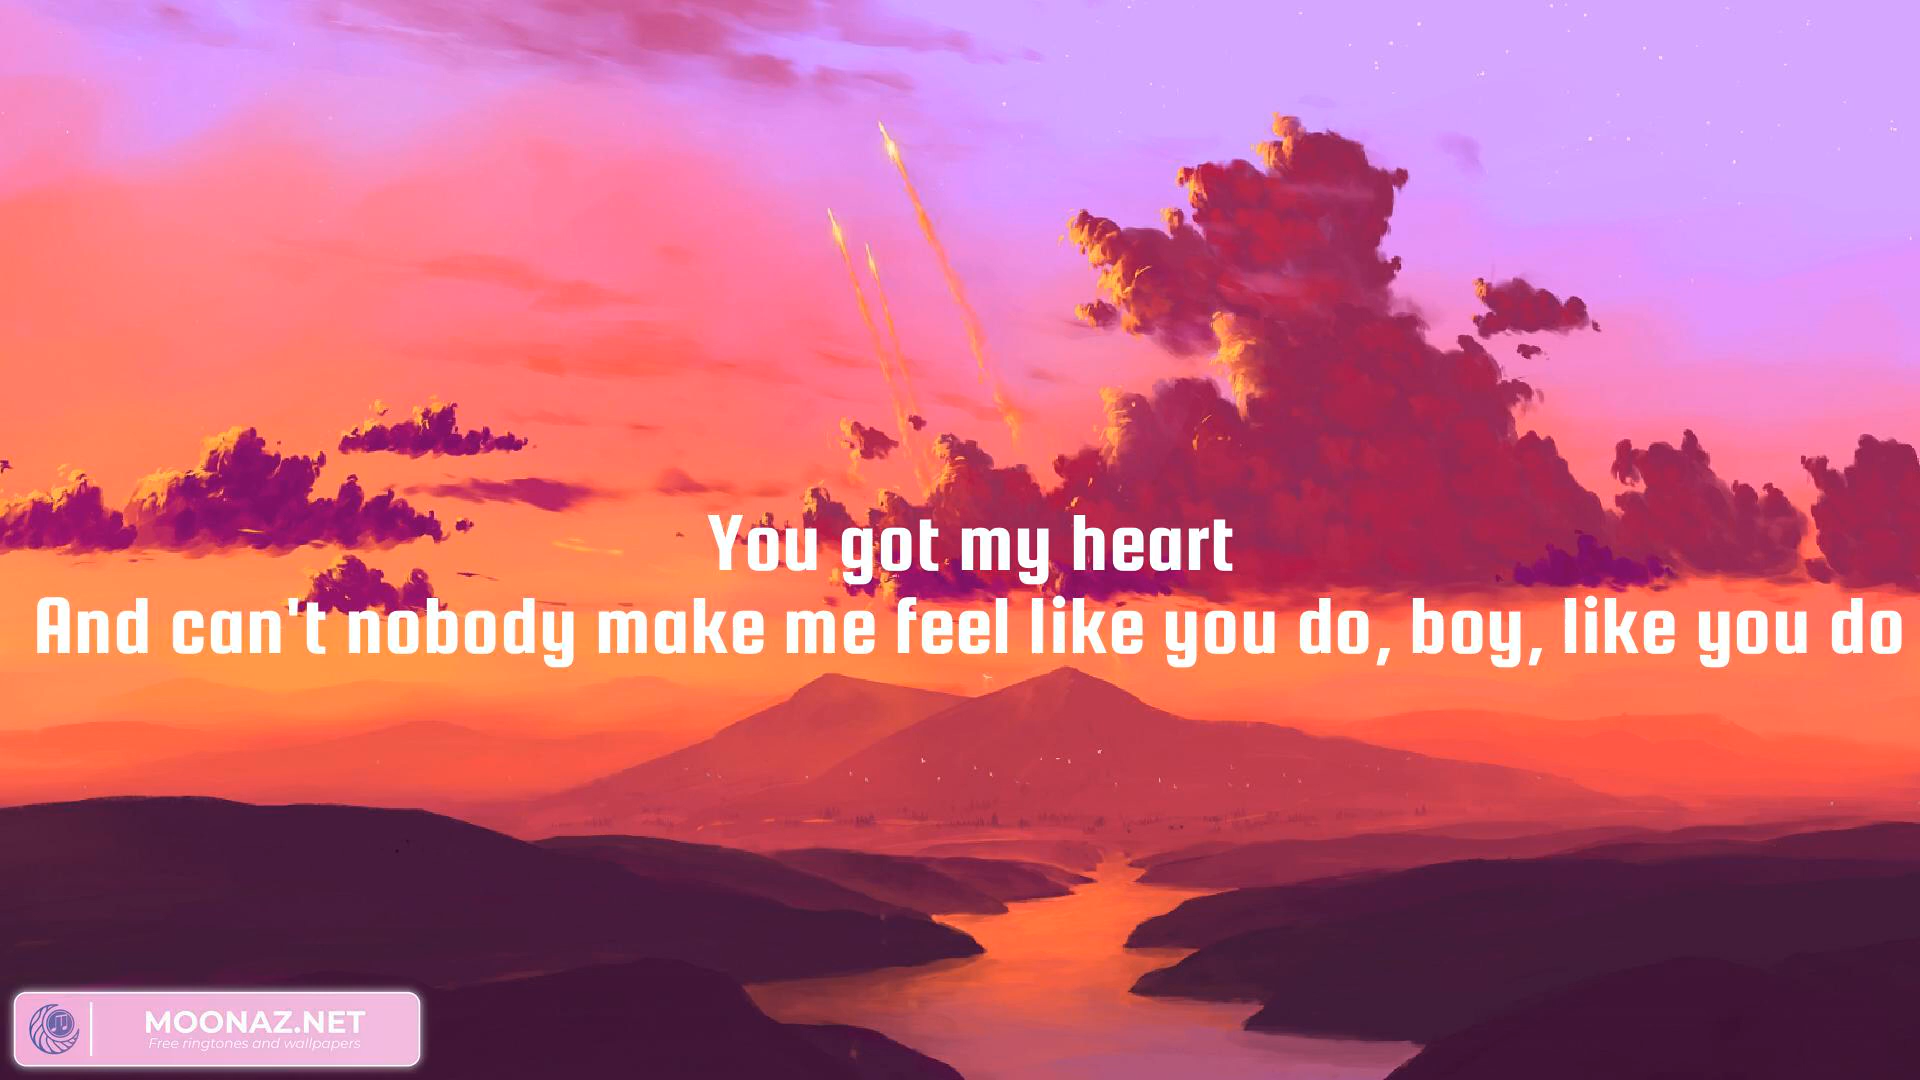 You got my heart
And can't nobody make me feel like you do, boy, like you do
MOONAZ.NET
Free ringtones and wallpapers